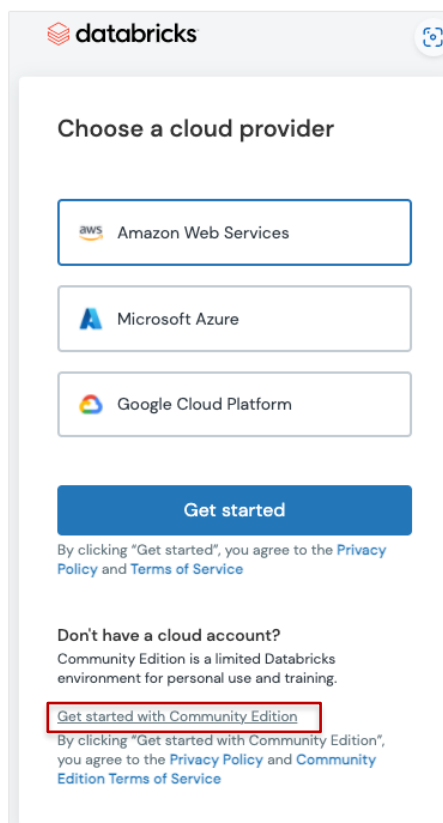 databricks
Choose a cloud provider
aws Amazon Web Services
Microsoft Azure
Google Cloud Platform
Get started
By clicking “Get started”, you agree to the Privacy
Policy and Terms of Service
Don't have a cloud account?
Community Edition is a limited Databricks
environment for personal use and training.
Get started with Community Edition
By clicking “Get started with Community Edition”,
you agree to the Privacy Policy and Community
Edition Terms of Service